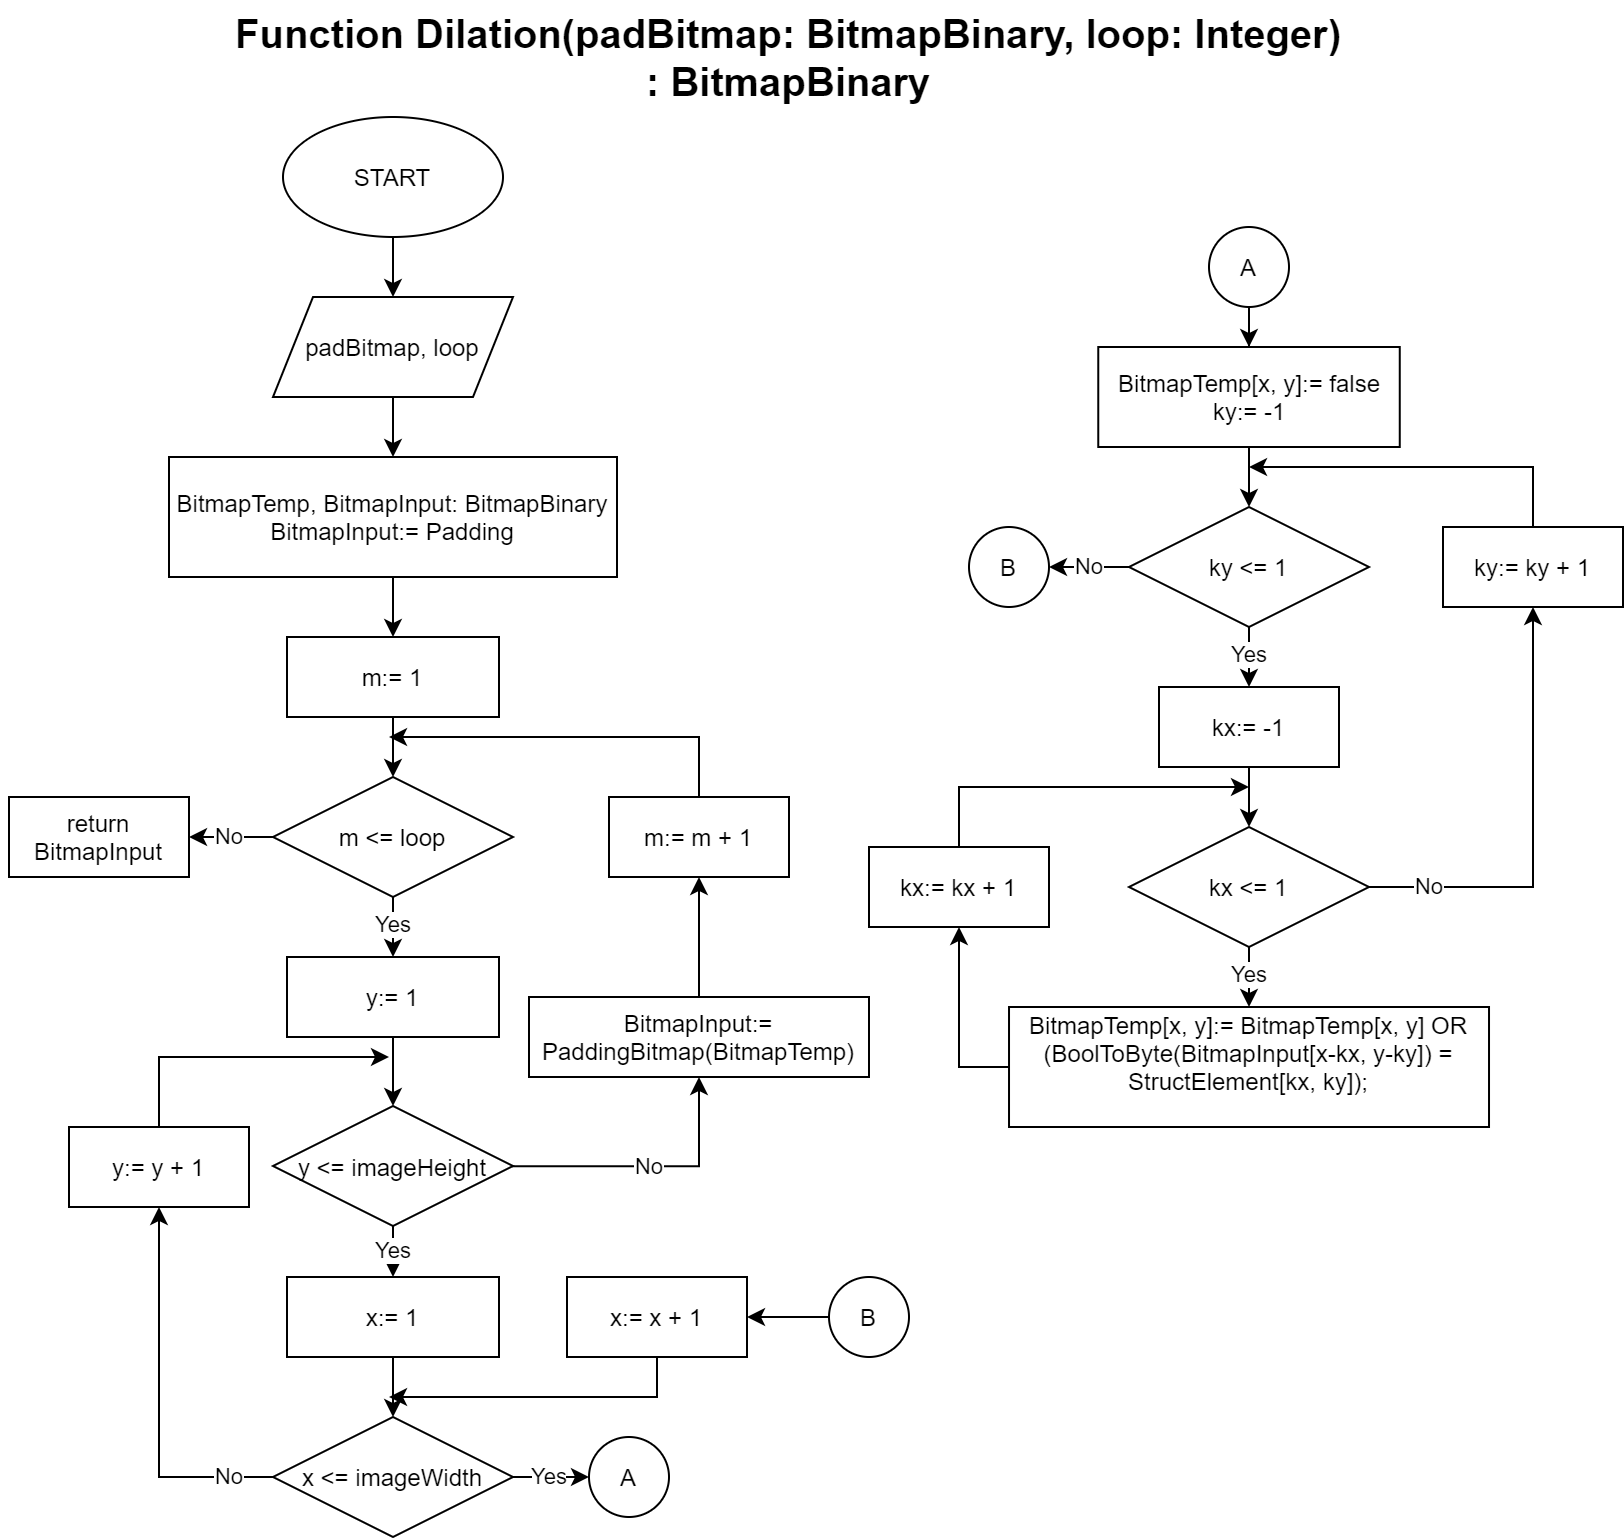 Function Dilation(padBitmap: BitmapBinary, loop: Integer)
: BitmapBinary
START
padBitmap, loop
BitmapTemp, BitmapInput: BitmapBinary
BitmapInput:= Padding
m:= 1
m <= loop
No
return
BitmapInput
m:= m + 1
Yes
y:= 1
BitmapInput:=
PaddingBitmap(BitmapTemp)
y:= y + 1
y <= imageHeight
No
Yes
x:= 1
x:= x + 1
B
x <= imageWidth
No
Yes
A
A
BitmapTemp[x, y]:= false
ky:= -1
B
No
ky <= 1
ky:= ky + 1
Yes
kx:= -1
kx:= kx + 1
kx <= 1
No
Yes
BitmapTemp[x, y]:= BitmapTemp[x, y] OR
(BoolToByte(BitmapInput[x-kx, y-ky]) =
StructElement[kx, ky]);